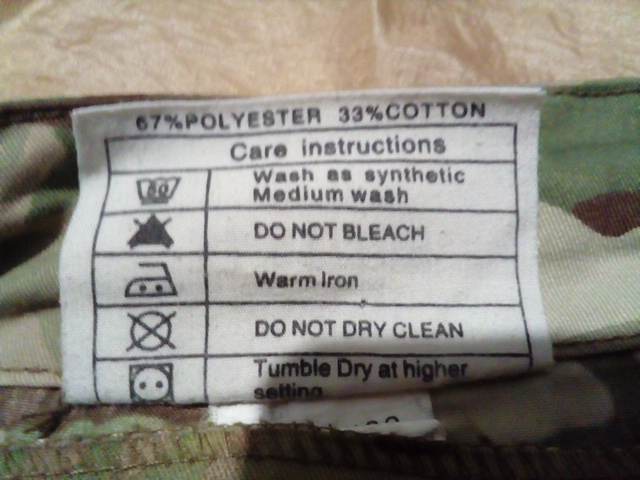 67%POLYESTER 33%COTTON
Care instructions
Wash as synthetic
Medium wash
DO NOT BLEACH
Warm Iron
DO NOT DRY CLEAN
Tumble Dry at higher
setting